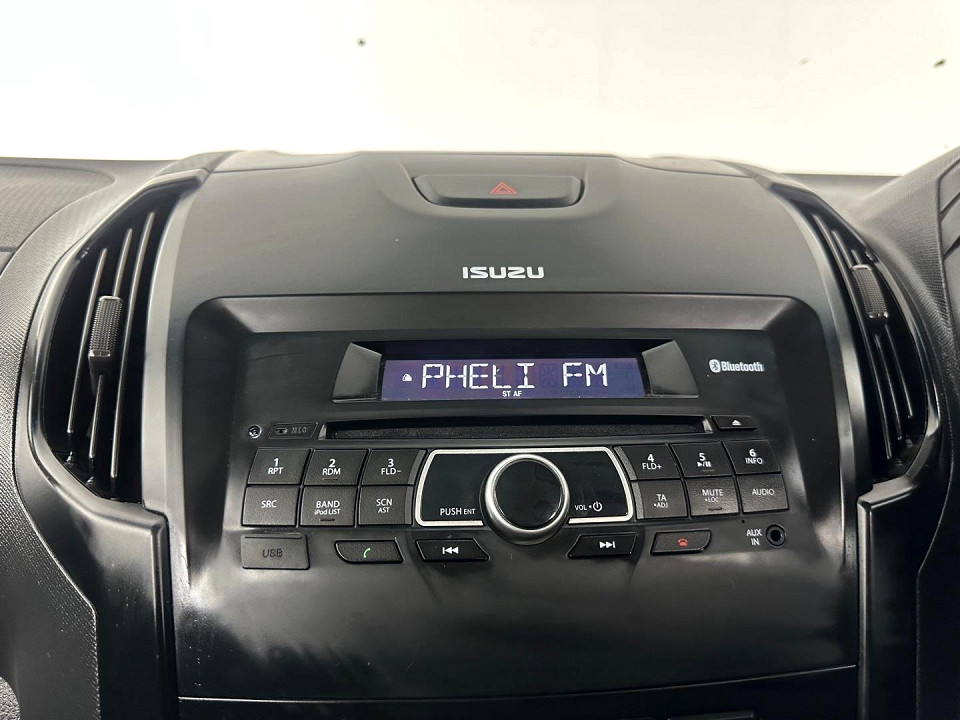 ISUZU
PHELI FM
ST AF
Bluetooth
1 RPT
2 RDM
3 FLD-
4 FLD+
5 ▶/❚❚
6 INFO
SRC
BAND iPod LIST
SCN AST
PUSH ENT
VOL •
TA •ADJ
MUTE •LOC
AUDIO
USB
AUX IN